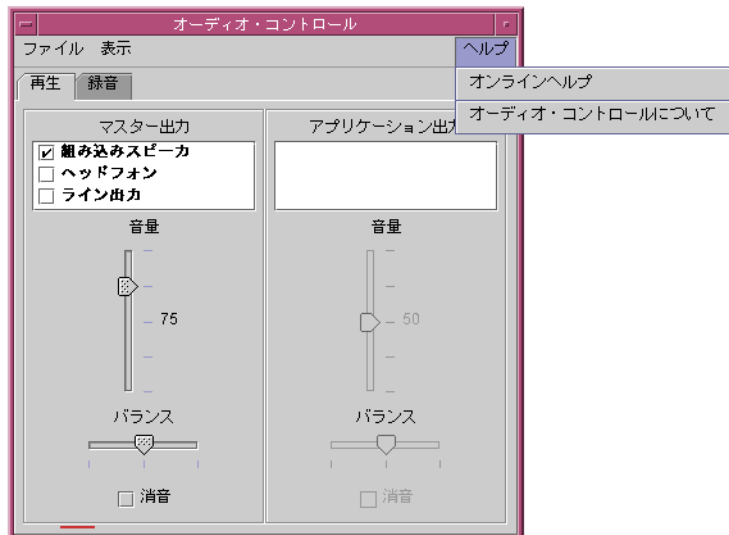 オーディオ・コントロール
ファイル 表示 ヘルプ
オンラインヘルプ
オーディオ・コントロールについて
再生 録音
マスター出力
組み込みスピーカ
ヘッドフォン
ライン出力
音量
75
バランス
消音
アプリケーション出
音量
50
バランス
消音